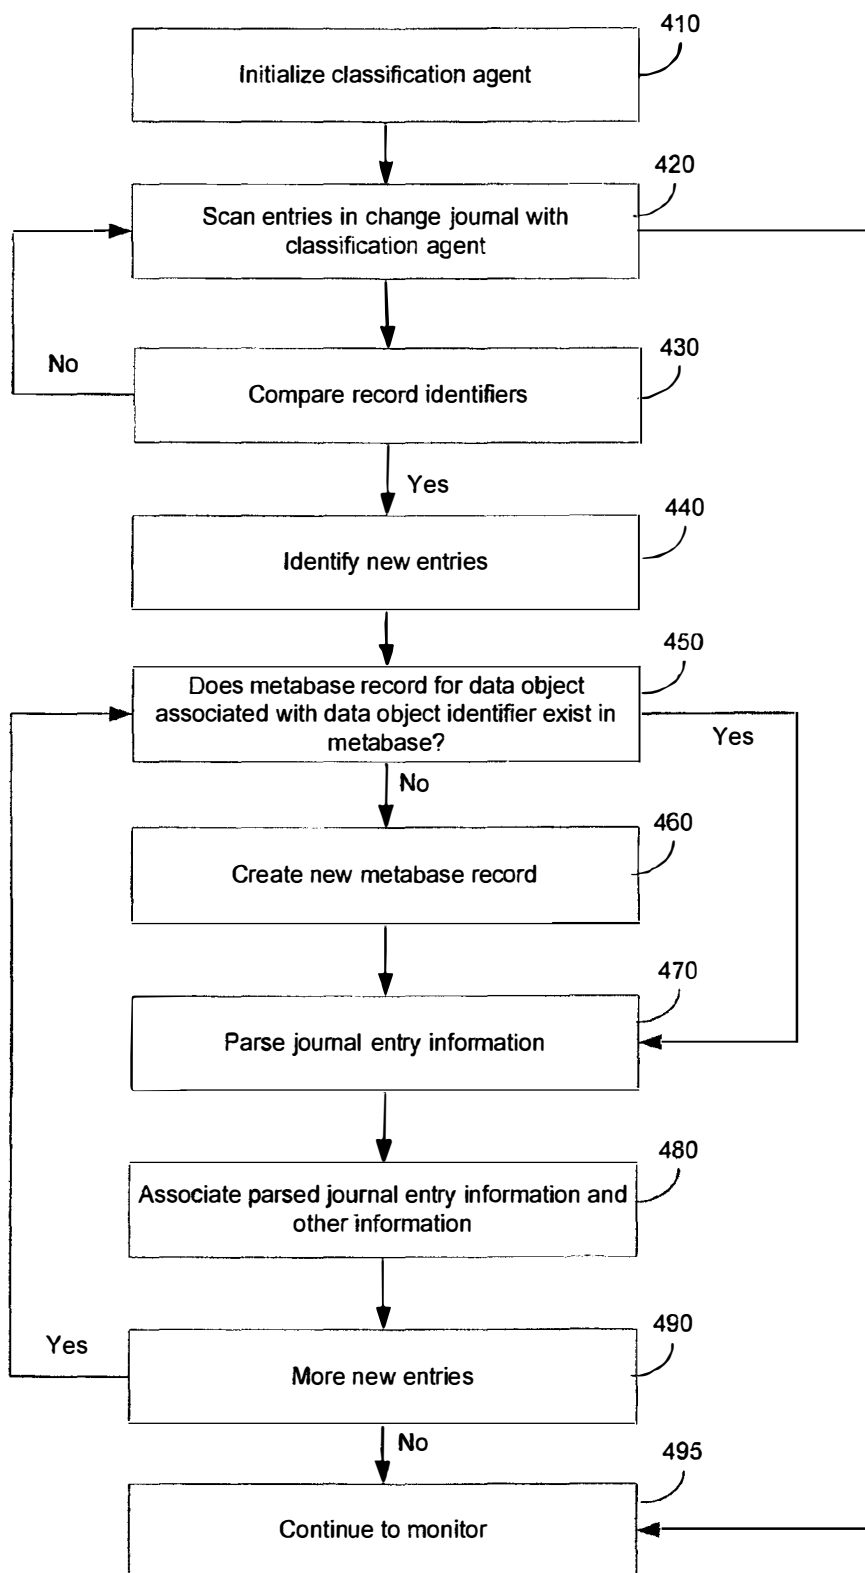 410
Initialize classification agent
420
Scan entries in change journal with
classification agent
430
No
Compare record identifiers
Yes
440
Identify new entries
450
Does metabase record for data object
associated with data object identifier exist in
metabase?
Yes
No
460
Create new metabase record
470
Parse journal entry information
480
Associate parsed journal entry information and
other information
490
Yes
More new entries
No
495
Continue to monitor